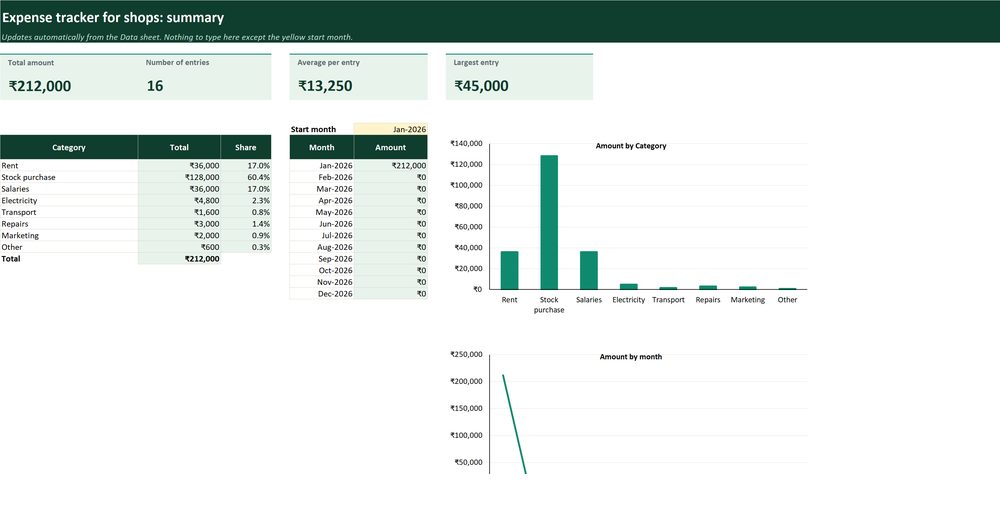 Expense tracker for shops: summary
Updates automatically from the Data sheet. Nothing to type here except the yellow start month.
Total amount Number of entries Average per entry Largest entry
₹212,000 16 ₹13,250 ₹45,000
Start month Jan-2026
Category Total Share
Rent ₹36,000 17.0%
Stock purchase ₹128,000 60.4%
Salaries ₹36,000 17.0%
Electricity ₹4,800 2.3%
Transport ₹1,600 0.8%
Repairs ₹3,000 1.4%
Marketing ₹2,000 0.9%
Other ₹600 0.3%
Total ₹212,000
Month Amount
Jan-2026 ₹212,000
Feb-2026 ₹0
Mar-2026 ₹0
Apr-2026 ₹0
May-2026 ₹0
Jun-2026 ₹0
Jul-2026 ₹0
Aug-2026 ₹0
Sep-2026 ₹0
Oct-2026 ₹0
Nov-2026 ₹0
Dec-2026 ₹0
Amount by Category
₹140,000
₹120,000
₹100,000
₹80,000
₹60,000
₹40,000
₹20,000
₹0
Rent Stock purchase Salaries Electricity Transport Repairs Marketing Other
Amount by month
₹250,000
₹200,000
₹150,000
₹100,000
₹50,000